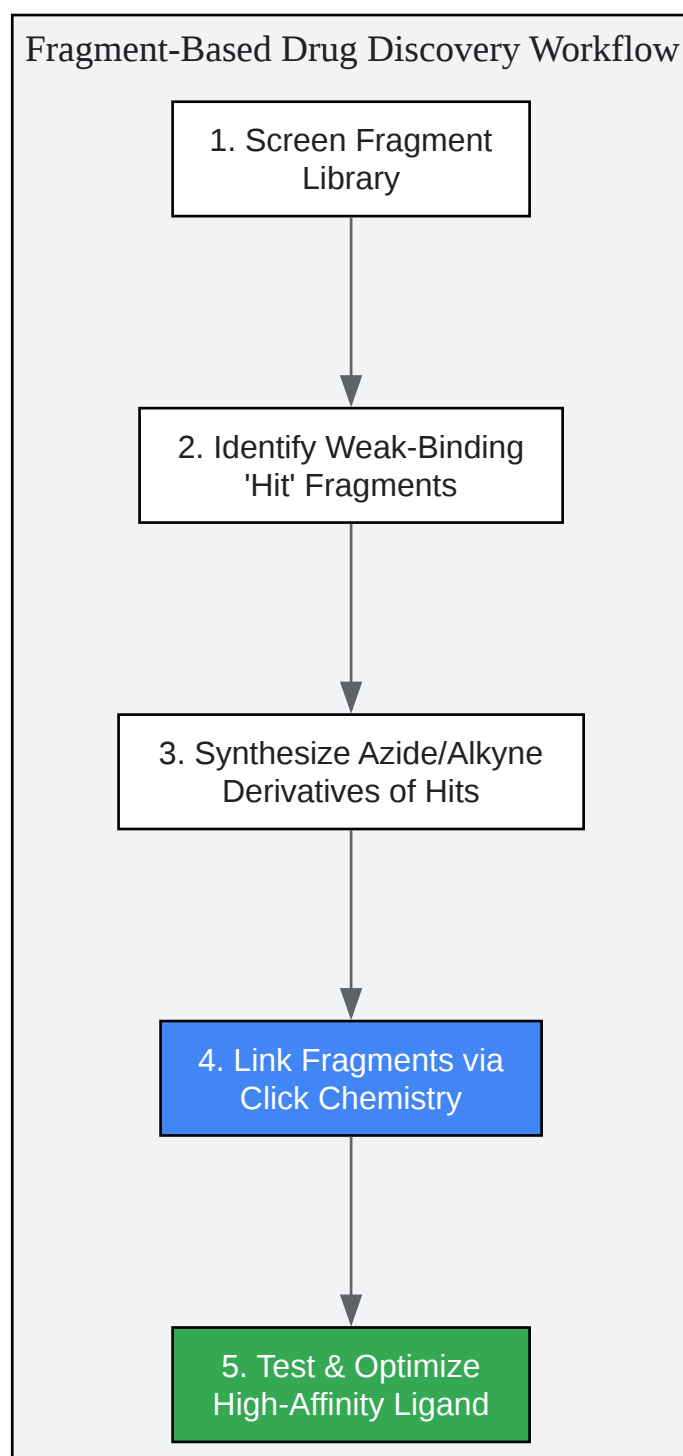 Fragment-Based Drug Discovery Workflow
1. Screen Fragment
Library
2. Identify Weak-Binding
'Hit' Fragments
3. Synthesize Azide/Alkyne
Derivatives of Hits
4. Link Fragments via
Click Chemistry
5. Test & Optimize
High-Affinity Ligand